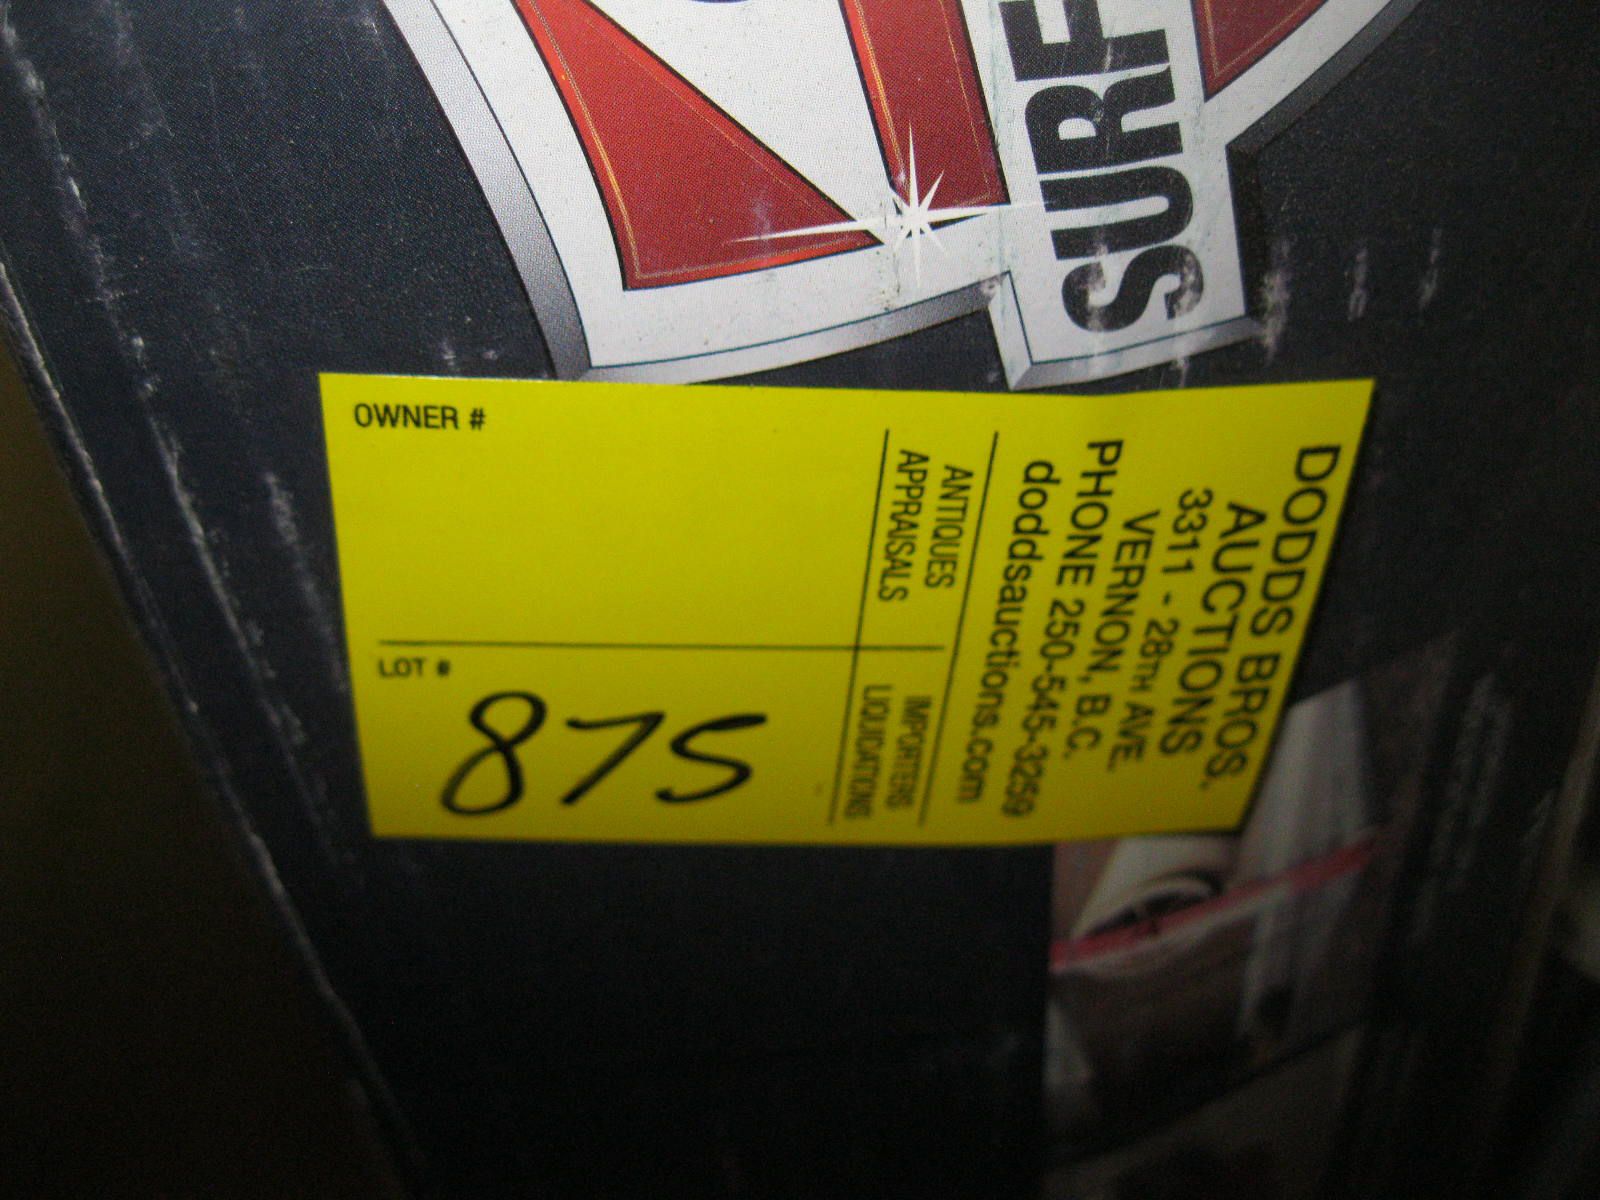 SURF
DODDS BROS.
AUCTIONS
3311 - 28TH AVE.
VERNON, B.C.
PHONE 250-545-3259
doddsauctions.com
ANTIQUES
APPRAISALS
IMPORTERS
LIQUIDATIONS
OWNER #
LOT #
875